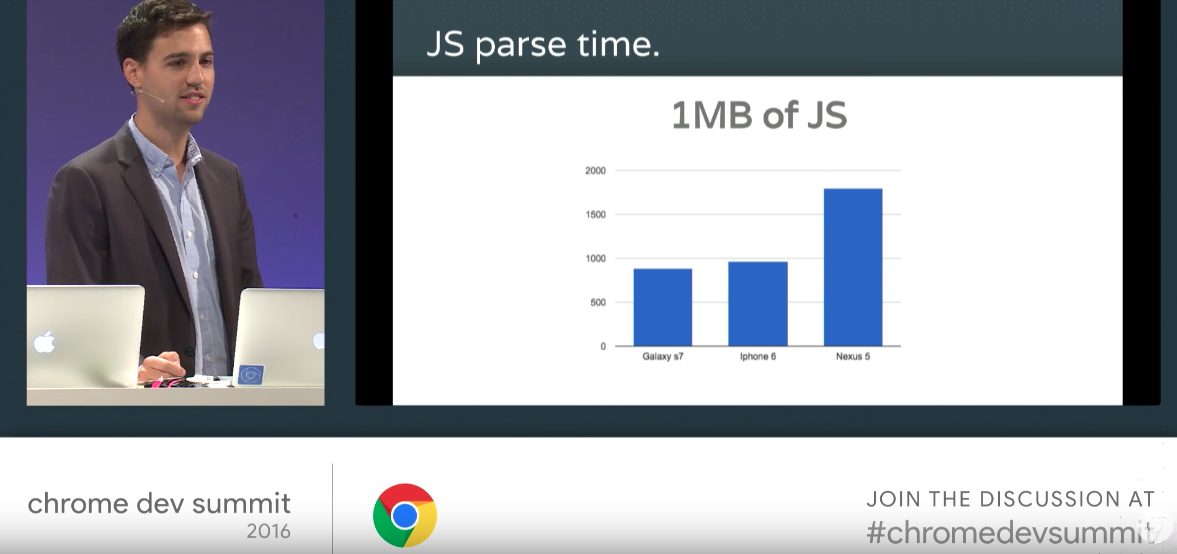 JS parse time.
1MB of JS
2000
1500
1000
500
0
Galaxy s7
Iphone 6
Nexus 5
chrome dev summit
2016
JOIN THE DISCUSSION AT
#chromedevsummit